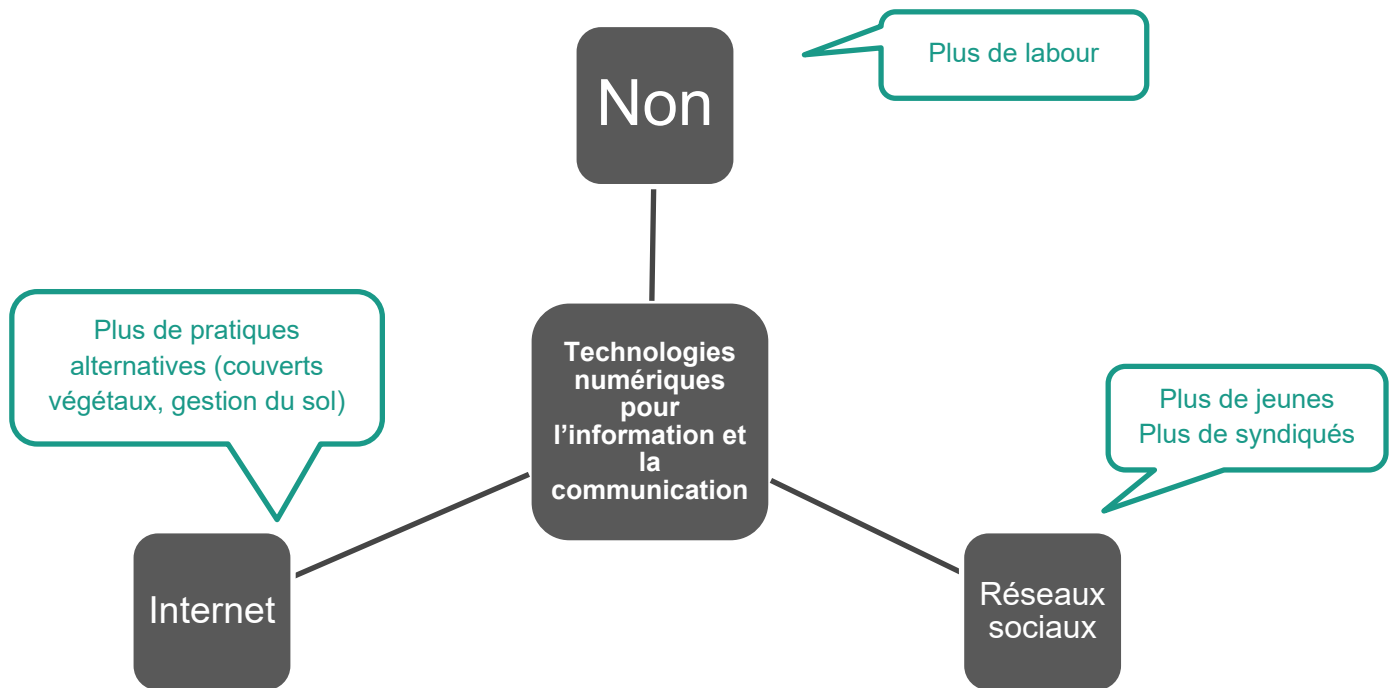 Non
Plus de labour
Plus de pratiques
alternatives (couverts
végétaux, gestion du sol)
Technologies
numériques
pour
l’information et
la
communication
Plus de jeunes
Plus de syndiqués
Internet
Réseaux
sociaux